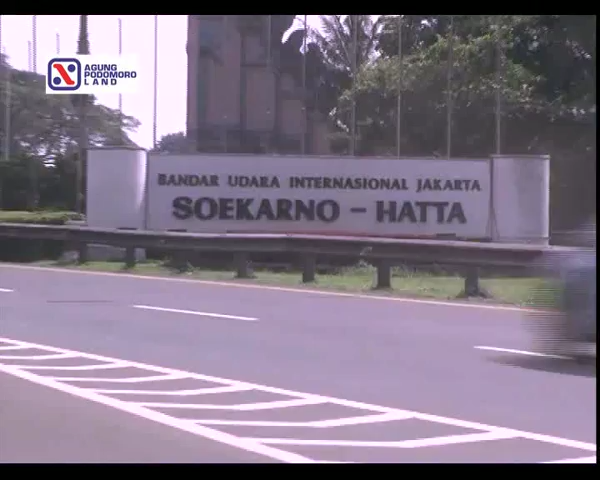 AGUNG
PODOMORO
LAND
BANDAR UDARA INTERNASIONAL JAKARTA
SOEKARNO - HATTA